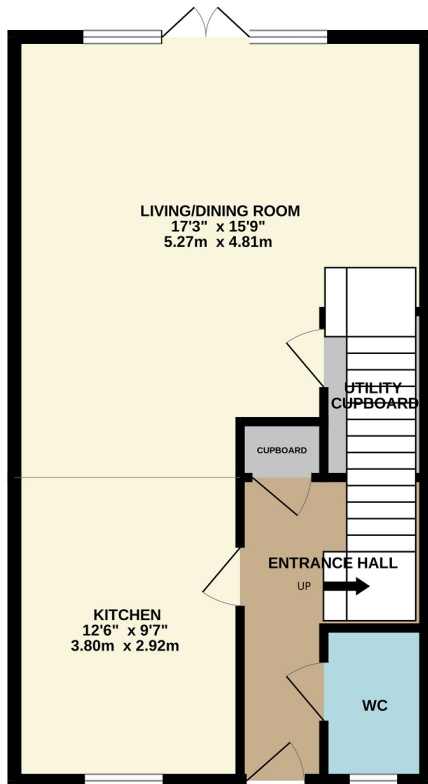 LIVING/DINING ROOM
17'3" x 15'9"
5.27m x 4.81m
UTILITY
CUPBOARD
CUPBOARD
ENTRANCE HALL
UP
KITCHEN
12'6" x 9'7"
3.80m x 2.92m
WC